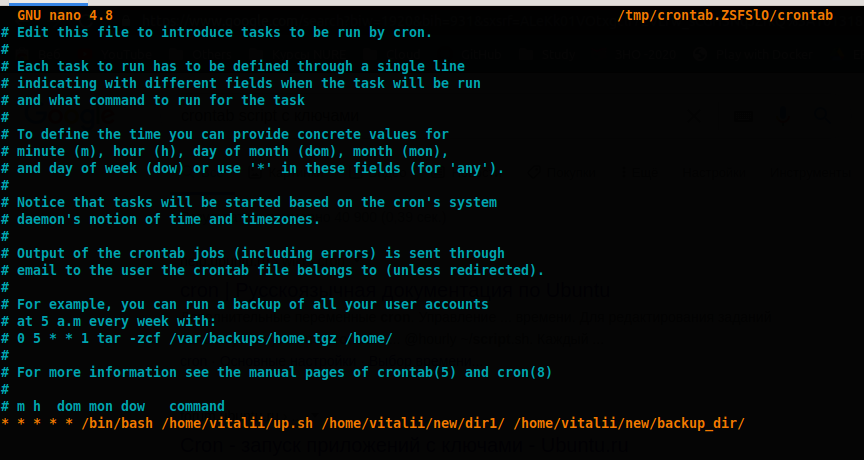 GNU nano 4.8 /tmp/crontab.ZSFSlO/crontab
# Edit this file to introduce tasks to be run by cron.
#
# Each task to run has to be defined through a single line
# indicating with different fields when the task will be run
# and what command to run for the task
#
# To define the time you can provide concrete values for
# minute (m), hour (h), day of month (dom), month (mon),
# and day of week (dow) or use '*' in these fields (for 'any').
#
# Notice that tasks will be started based on the cron's system
# daemon's notion of time and timezones.
#
# Output of the crontab jobs (including errors) is sent through
# email to the user the crontab file belongs to (unless redirected).
#
# For example, you can run a backup of all your user accounts
# at 5 a.m every week with:
# 0 5 * * 1 tar -zcf /var/backups/home.tgz /home/
#
# For more information see the manual pages of crontab(5) and cron(8)
#
# m h  dom mon dow   command
* * * * * /bin/bash /home/vitalii/up.sh /home/vitalii/new/dir1/ /home/vitalii/new/backup_dir/